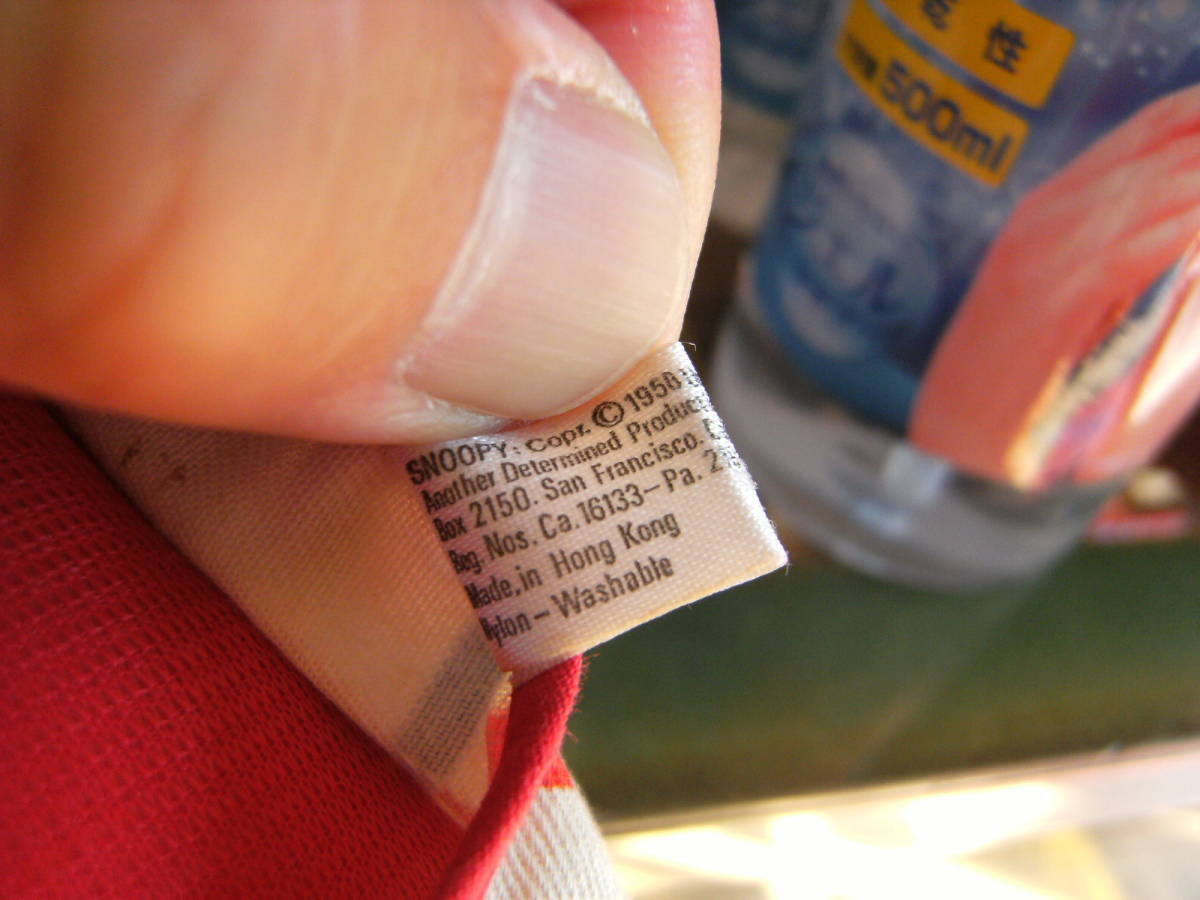 SNOOPY: Copr. © 1958
Another Determined
Box 2150. San Francisco.
Reg. Nos. Ca.16133-Pa.
Made in Hong Kong
Nylon-Washable
性
500ml